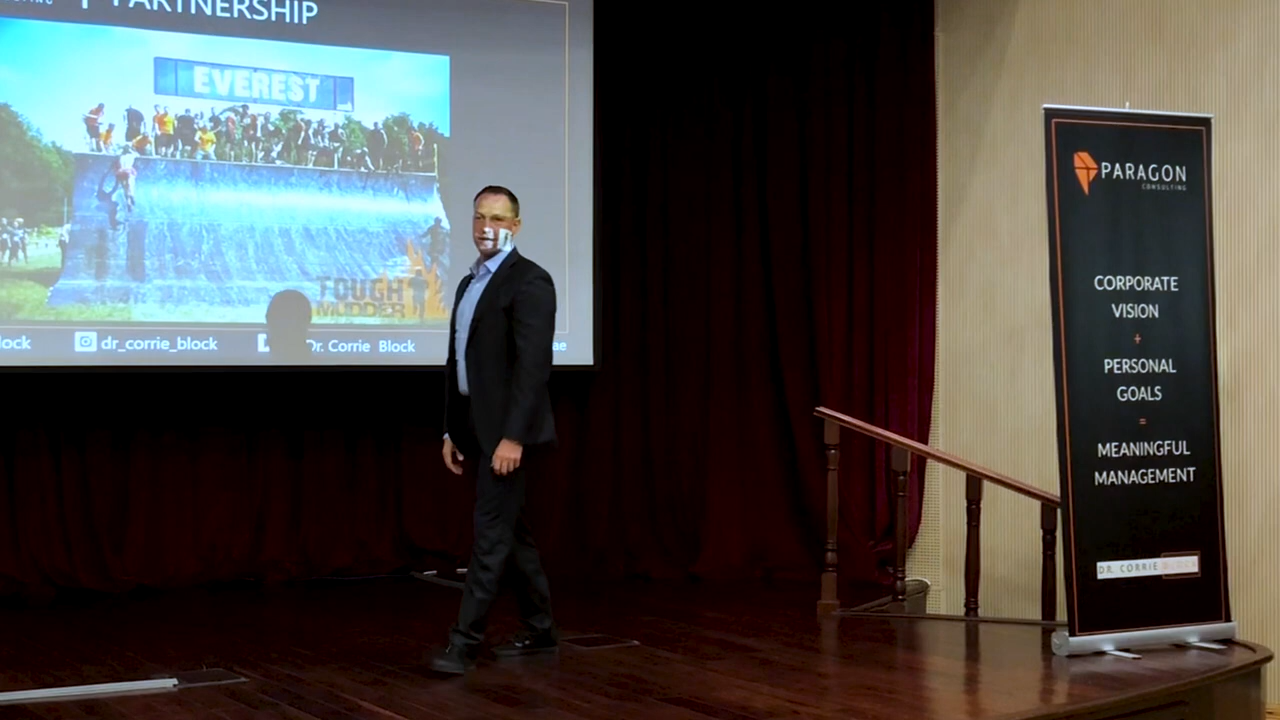 PARTNERSHIP
EVEREST
TOUGH
MUDDER
dr_corrie_block
Dr. Corrie Block
PARAGON
CONSULTING
CORPORATE
VISION
+
PERSONAL
GOALS
=
MEANINGFUL
MANAGEMENT
DR. CORRIE BLOCK